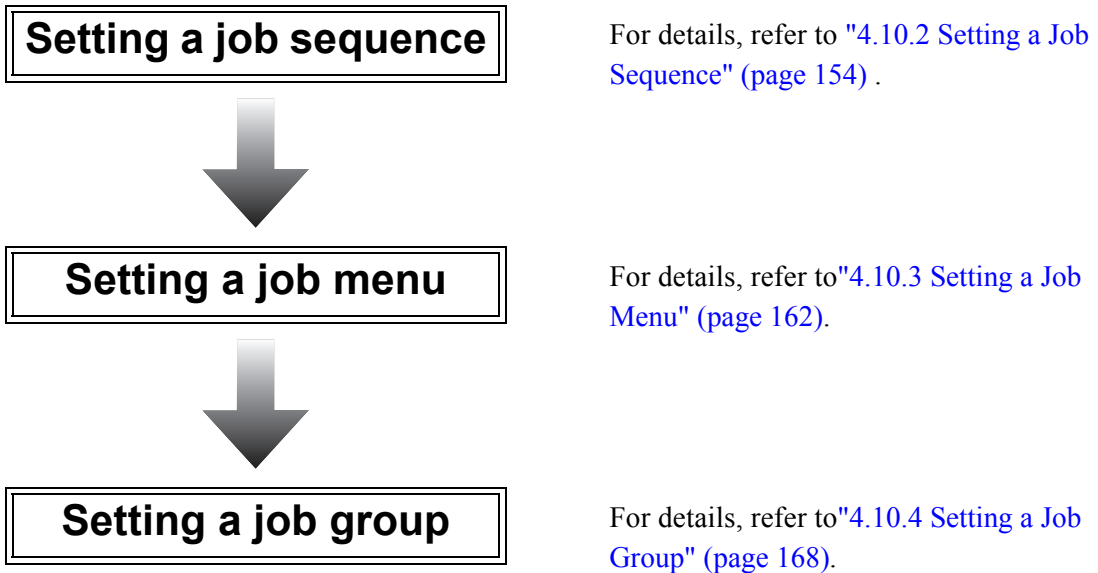 Setting a job sequence
For details, refer to "4.10.2 Setting a Job
Sequence" (page 154) .
Setting a job menu
For details, refer to"4.10.3 Setting a Job
Menu" (page 162).
Setting a job group
For details, refer to"4.10.4 Setting a Job
Group" (page 168).